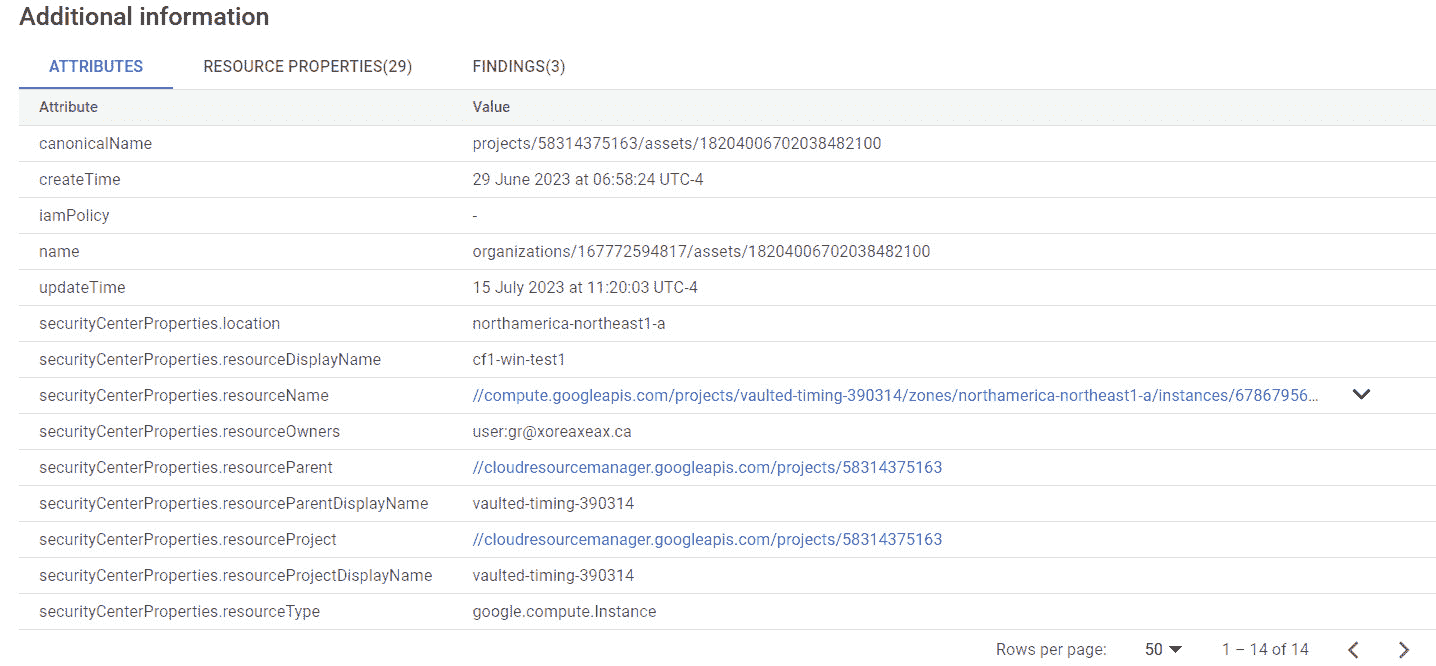 Additional information
ATTRIBUTES RESOURCE PROPERTIES(29) FINDINGS(3)
Attribute Value
canonicalName projects/58314375163/assets/18204006702038482100
createTime 29 June 2023 at 06:58:24 UTC-4
iamPolicy -
name organizations/167772594817/assets/18204006702038482100
updateTime 15 July 2023 at 11:20:03 UTC-4
securityCenterProperties.location northamerica-northeast1-a
securityCenterProperties.resourceDisplayName cf1-win-test1
securityCenterProperties.resourceName //compute.googleapis.com/projects/vaulted-timing-390314/zones/northamerica-northeast1-a/instances/67867956...
securityCenterProperties.resourceOwners user:gr@xoreaxeax.ca
securityCenterProperties.resourceParent //cloudresourcemanager.googleapis.com/projects/58314375163
securityCenterProperties.resourceParentDisplayName vaulted-timing-390314
securityCenterProperties.resourceProject //cloudresourcemanager.googleapis.com/projects/58314375163
securityCenterProperties.resourceProjectDisplayName vaulted-timing-390314
securityCenterProperties.resourceType google.compute.Instance
Rows per page: 50 1 – 14 of 14